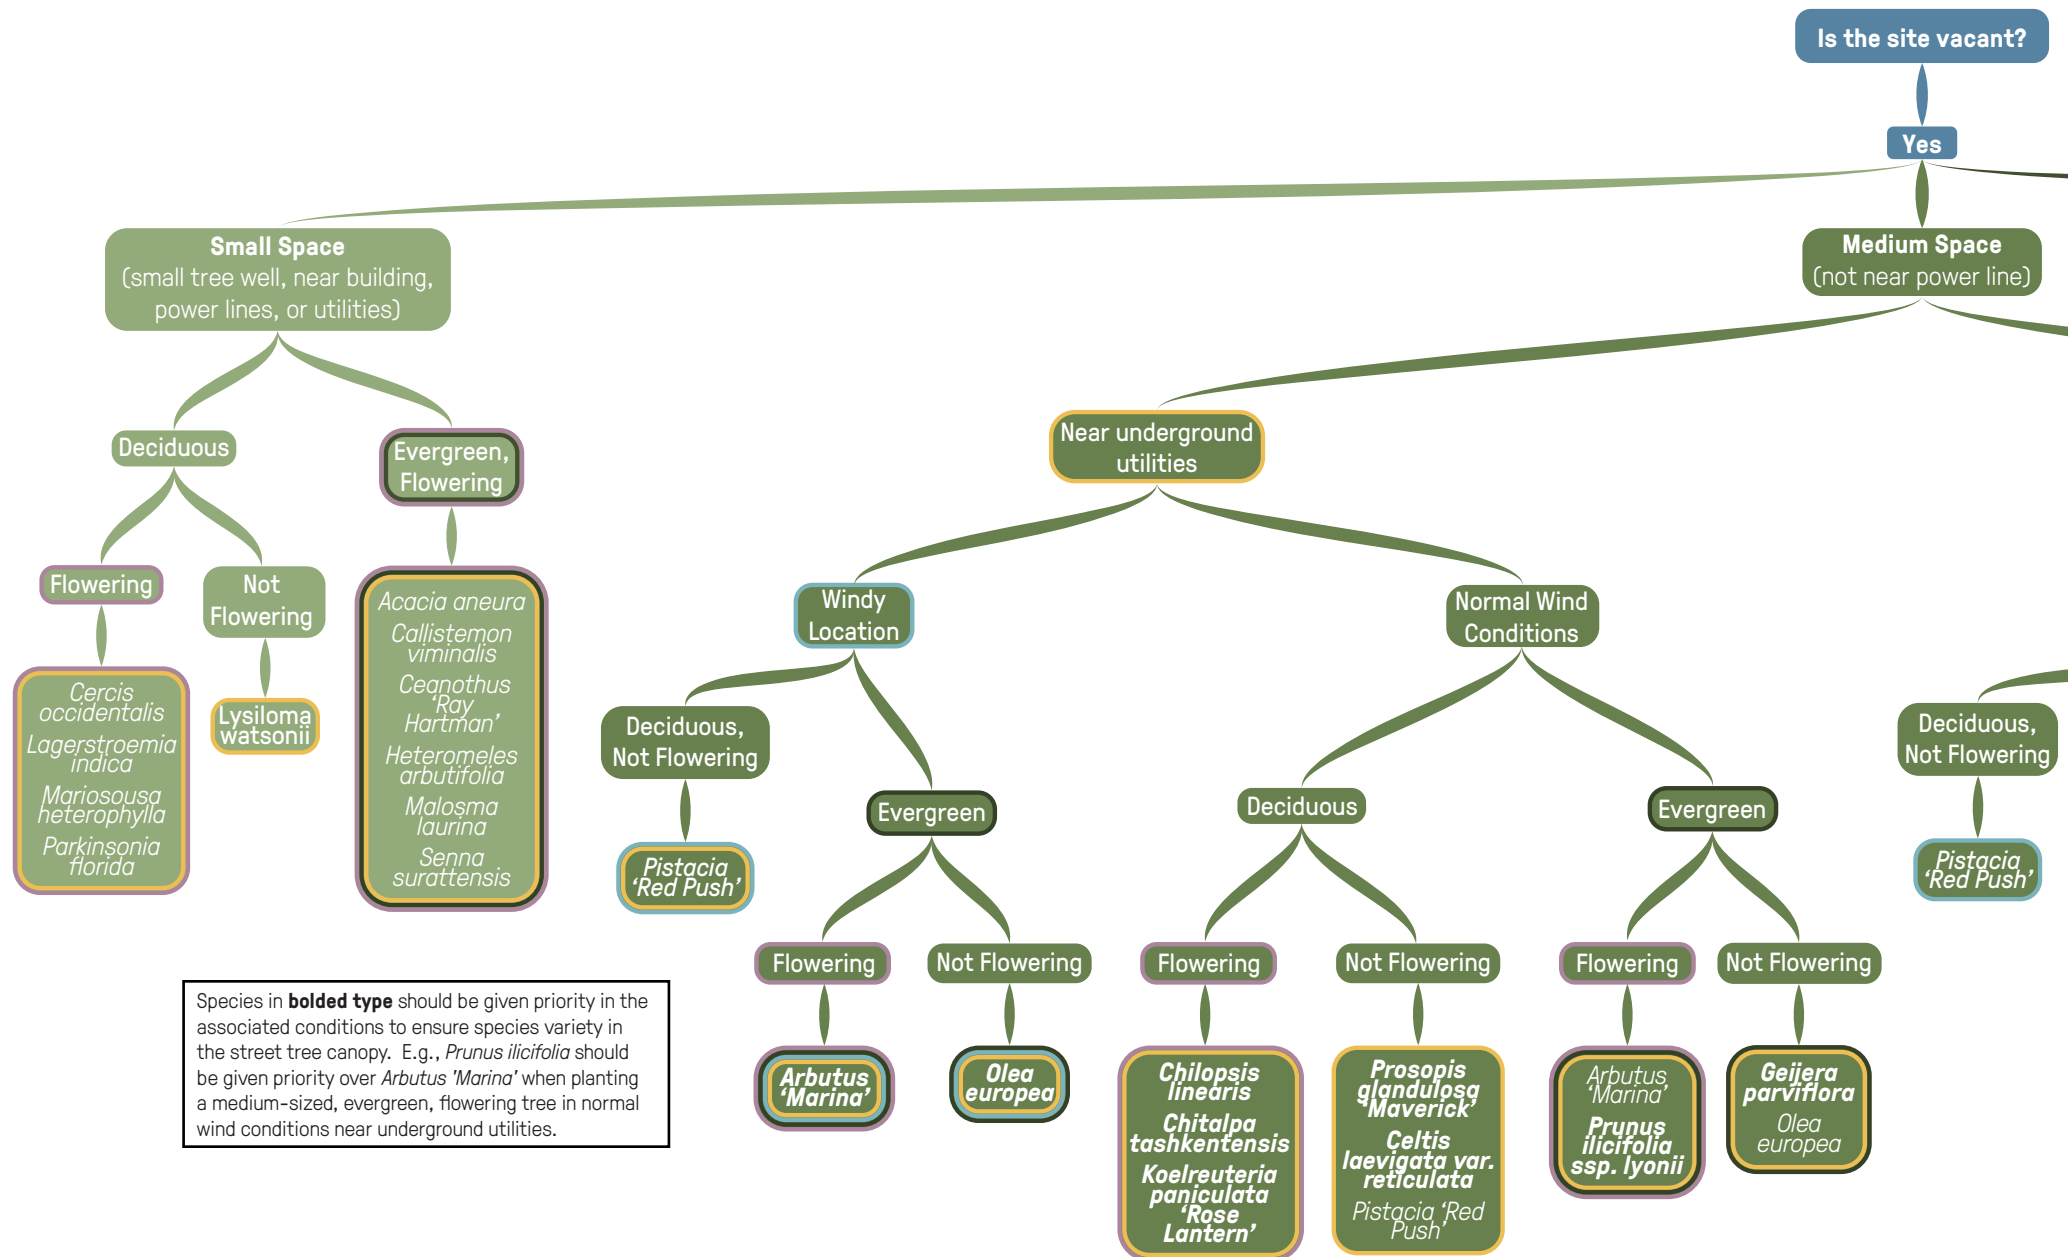 Is the site vacant?
Yes
Small Space
(small tree well, near building,
power lines, or utilities)
Medium Space
(not near power line)
Deciduous
Evergreen,
Flowering
Near underground
utilities
Flowering
Not
Flowering
Windy
Location
Normal Wind
Conditions
Cercis
occidentalis
Lagerstroemia
indica
Mariosousa
heterophylla
Parkinsonia
florida
Lysiloma
watsonii
Acacia aneura
Callistemon
viminalis
Ceanothus
‘Ray
Hartman’
Heteromeles
arbutifolia
Malosma
laurina
Senna
surattensis
Deciduous,
Not Flowering
Pistacia
‘Red Push’
Evergreen
Deciduous
Evergreen
Deciduous,
Not Flowering
Pistacia
‘Red Push’
Flowering
Not Flowering
Flowering
Not Flowering
Flowering
Not Flowering
Arbutus
‘Marina’
Olea
europea
Chilopsis
linearis
Chitalpa
tashkentensis
Koelreuteria
paniculata
‘Rose
Lantern’
Prosopis
glandulosa
‘Maverick’
Celtis
laevigata var.
reticulata
Pistacia ‘Red
Push’
Arbutus
‘Marina’
Prunus
ilicifolia
ssp. lyonii
Geijera
parviflora
Olea
europea
Species in bolded type should be given priority in the
associated conditions to ensure species variety in
the street tree canopy. E.g., Prunus ilicifolia should
be given priority over Arbutus 'Marina' when planting
a medium-sized, evergreen, flowering tree in normal
wind conditions near underground utilities.